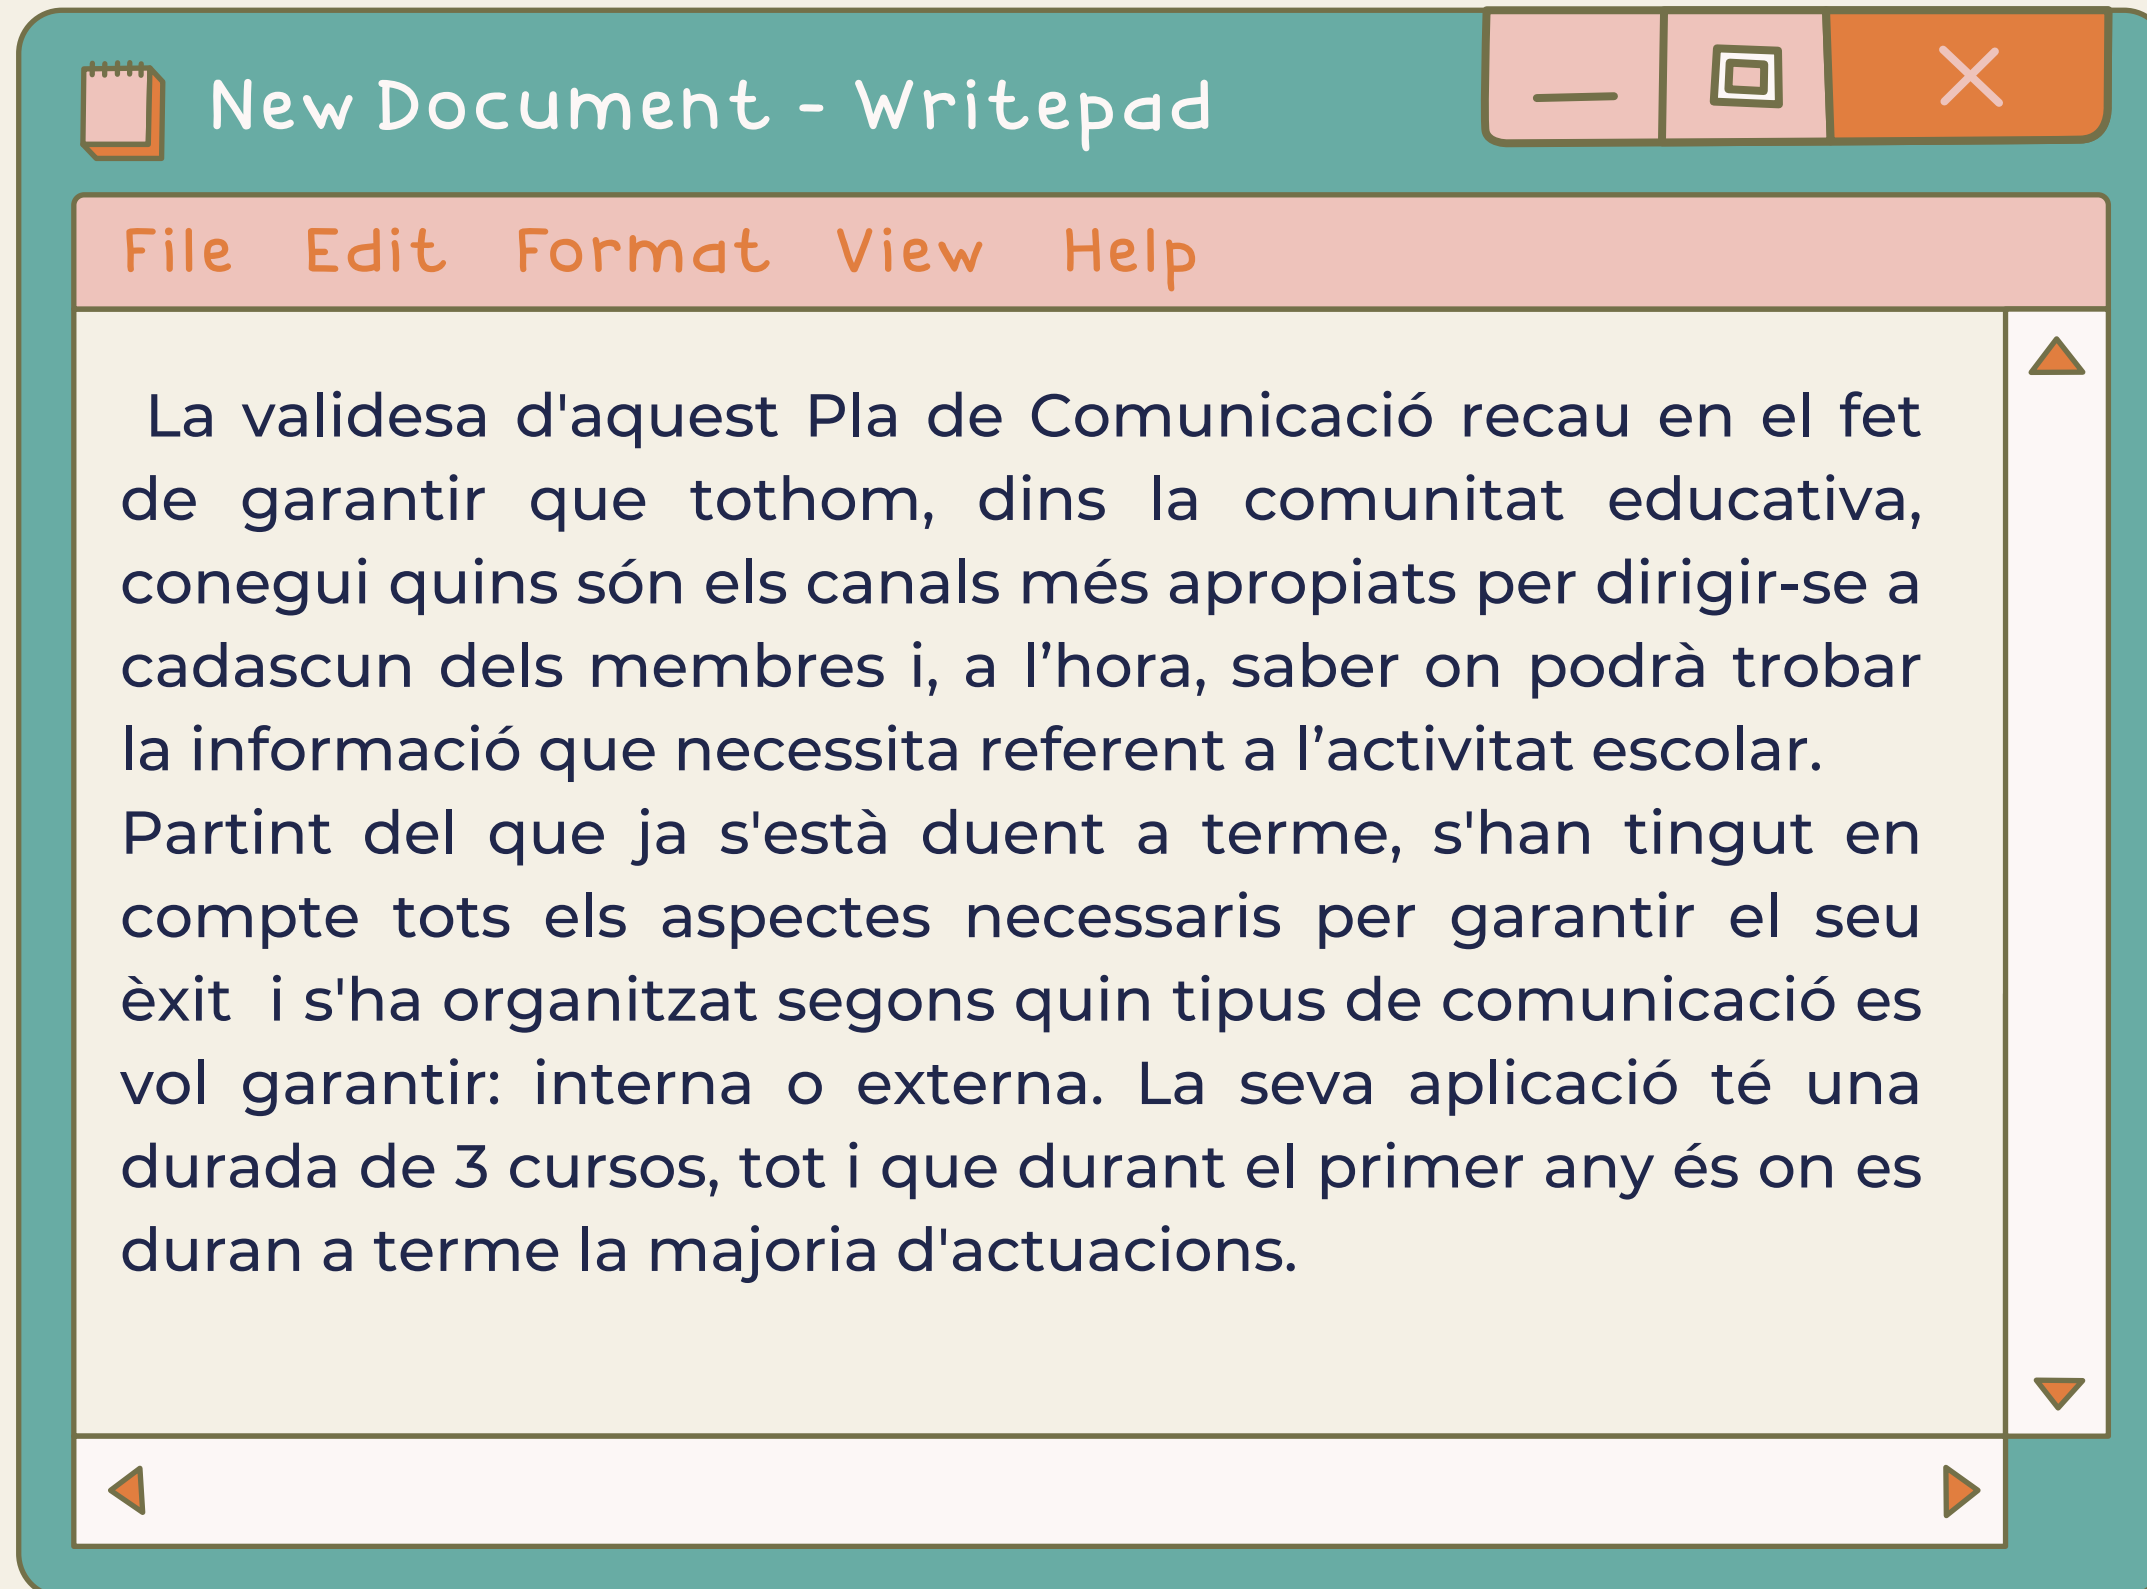 New Document - Writepad
File Edit Format View Help
La validesa d'aquest Pla de Comunicació recau en el fet
de garantir que tothom, dins la comunitat educativa,
conegui quins són els canals més apropiats per dirigir-se a
cadascun dels membres i, a l’hora, saber on podrà trobar
la informació que necessita referent a l’activitat escolar.
Partint del que ja s'està duent a terme, s'han tingut en
compte tots els aspectes necessaris per garantir el seu
èxit  i s'ha organitzat segons quin tipus de comunicació es
vol garantir: interna o externa. La seva aplicació té una
durada de 3 cursos, tot i que durant el primer any és on es
duran a terme la majoria d'actuacions.